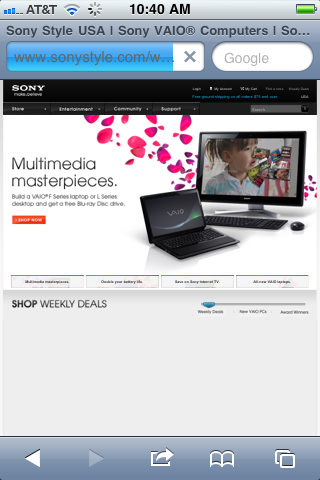 AT&T 10:40 AM
Sony Style USA | Sony VAIO® Computers | So...
www.sonystyle.com/w... Google
SONY
make.believe
Login My Account My Cart Find a store Weekly Deals
Free ground shipping on all orders $75 and over USA
Store Entertainment Community Support Search
Multimedia
masterpieces.
Build a VAIO® F Series laptop or L Series
desktop and get a free Blu-ray Disc drive.
SHOP NOW
VAIO
Multimedia masterpieces Double your battery life. Save on Sony Internet TV. All-new VAIO laptops.
SHOP WEEKLY DEALS
Weekly Deals New VAIO PCs Award Winners